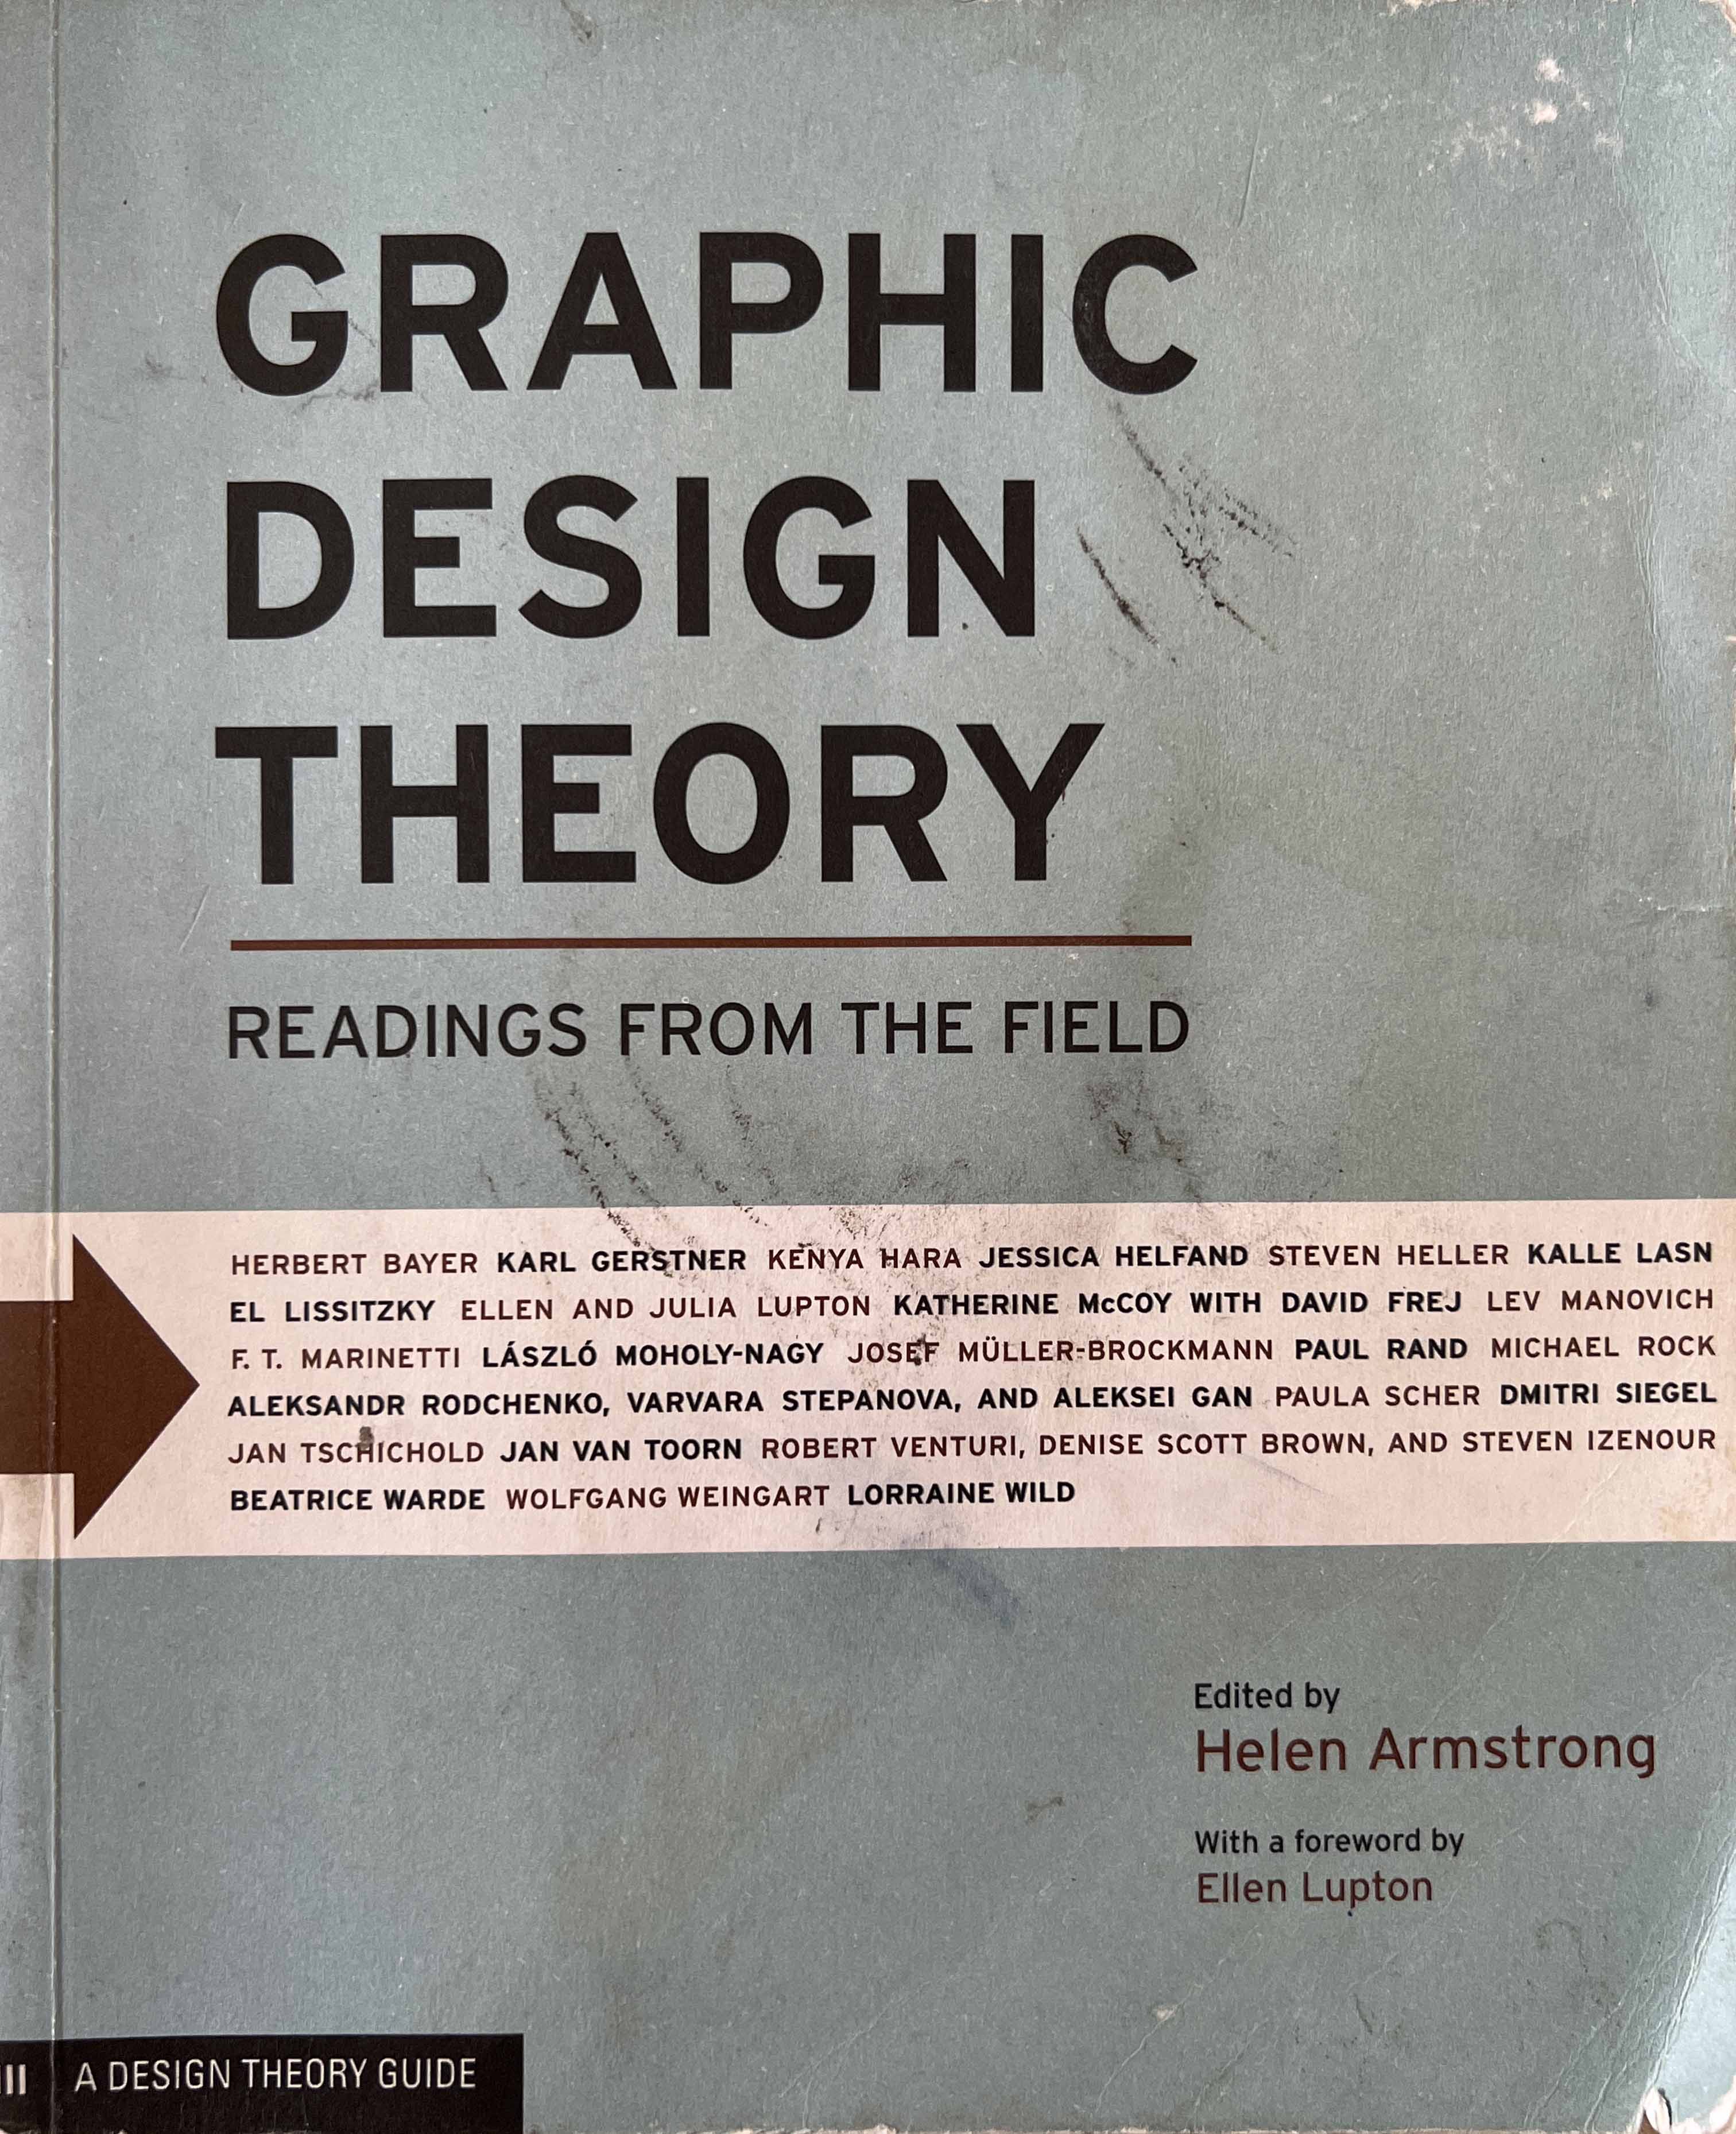 GRAPHIC
DESIGN
THEORY
READINGS FROM THE FIELD
HERBERT BAYER KARL GERSTNER KENYA HARA JESSICA HELFAND STEVEN HELLER KALLE LASN
EL LISSITZKY ELLEN AND JULIA LUPTON KATHERINE McCOY WITH DAVID FREJ LEV MANOVICH
F. T. MARINETTI LÁSZLÓ MOHOLY-NAGY JOSEF MÜLLER-BROCKMANN PAUL RAND MICHAEL ROCK
ALEKSANDR RODCHENKO, VARVARA STEPANOVA, AND ALEKSEI GAN PAULA SCHER DMITRI SIEGEL
JAN TSCHICHOLD JAN VAN TOORN ROBERT VENTURI, DENISE SCOTT BROWN, AND STEVEN IZENOUR
BEATRICE WARDE WOLFGANG WEINGART LORRAINE WILD
Edited by
Helen Armstrong
With a foreword by
Ellen Lupton
A DESIGN THEORY GUIDE